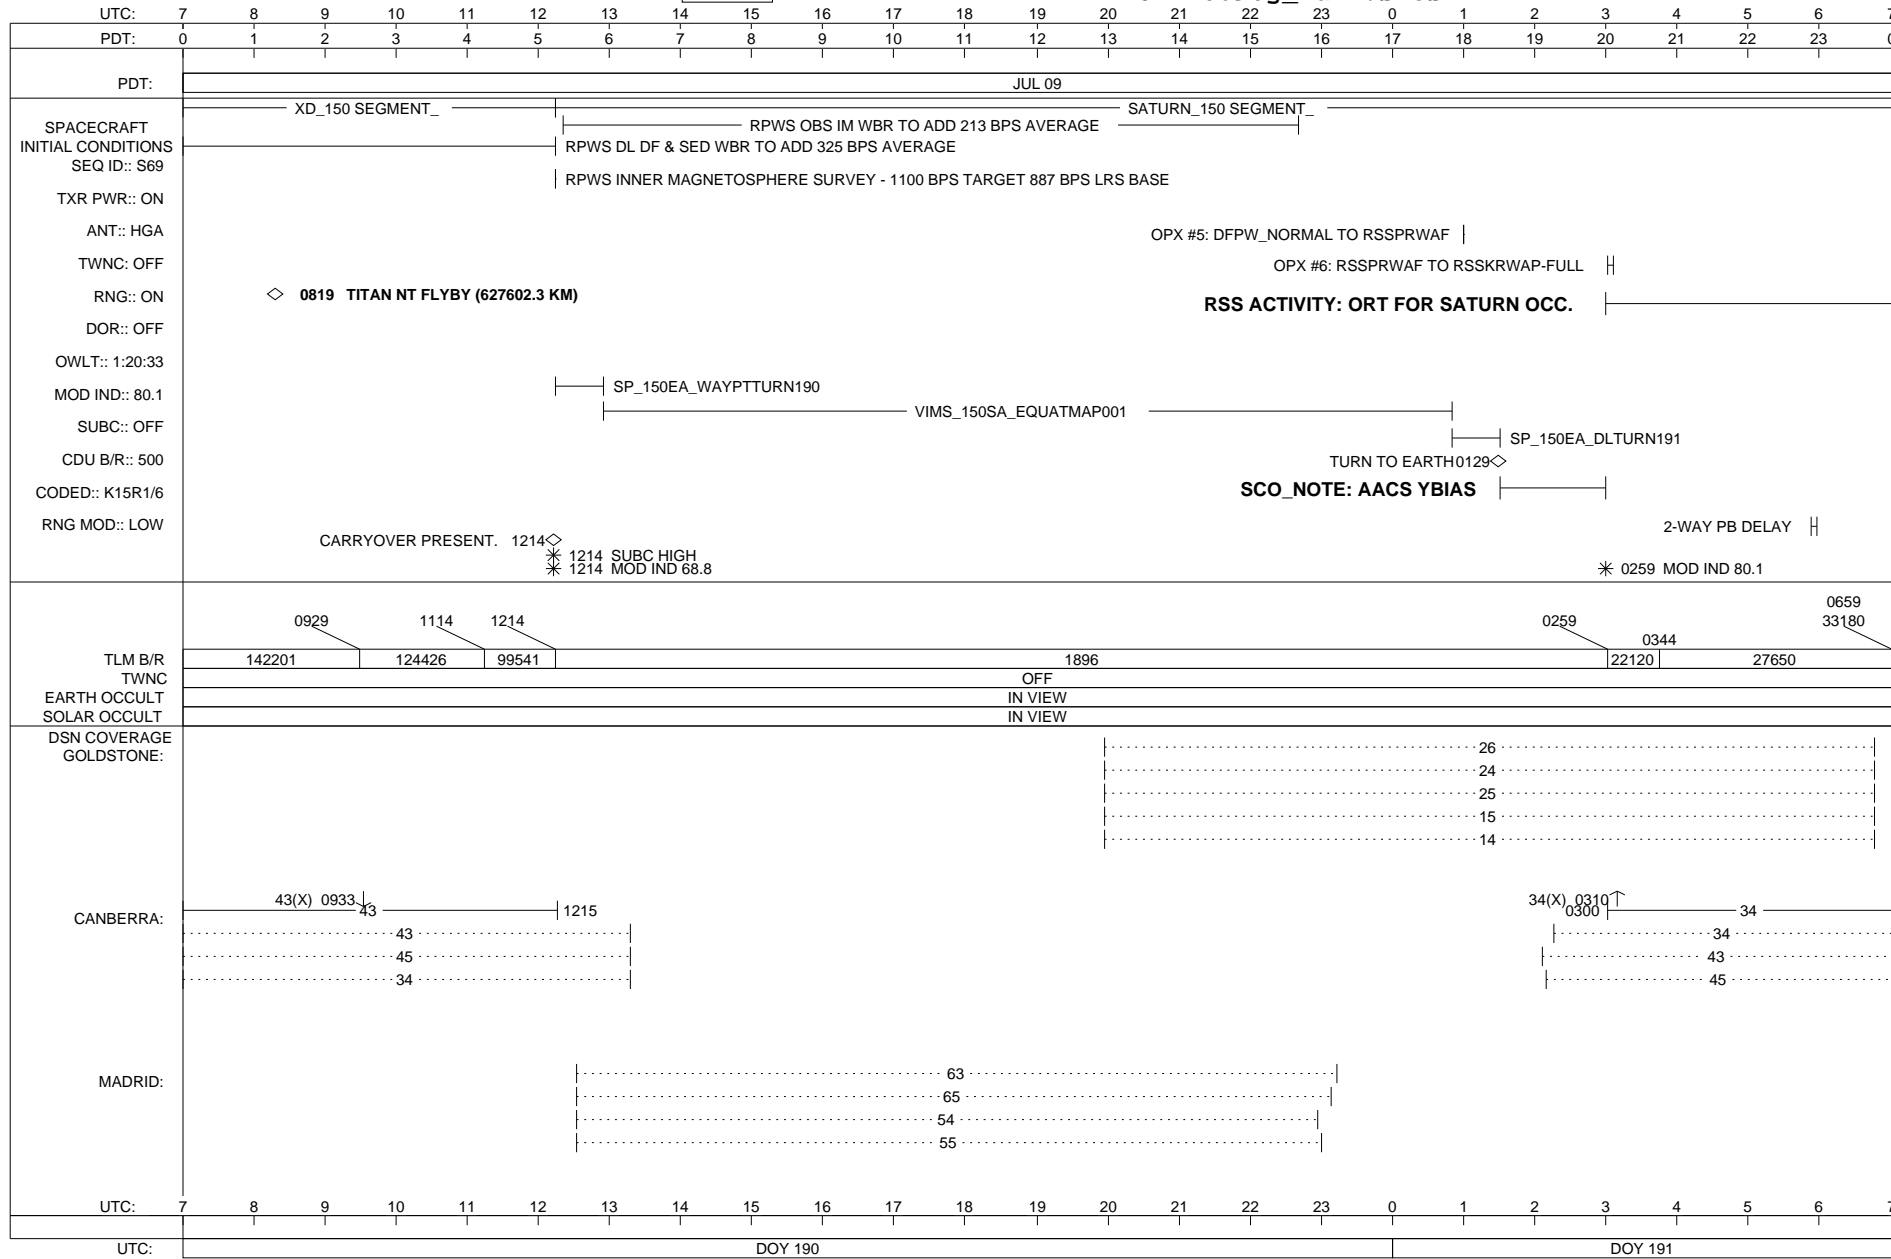 UTC: 7 8 9 10 11 12 13 14 15 16 17 18 19 20 21 22 23 0 1 2 3 4 5 6 7
PDT: 0 1 2 3 4 5 6 7 8 9 10 11 12 13 14 15 16 17 18 19 20 21 22 23 0
PDT: JUL 09
XD_150 SEGMENT_ SATURN_150 SEGMENT_
SPACECRAFT RPWS OBS IM WBR TO ADD 213 BPS AVERAGE
INITIAL CONDITIONS RPWS DL DF & SED WBR TO ADD 325 BPS AVERAGE
SEQ ID:: S69
RPWS INNER MAGNETOSPHERE SURVEY - 1100 BPS TARGET 887 BPS LRS BASE
TXR PWR:: ON
ANT:: HGA OPX #5: DFPW_NORMAL TO RSSPRWAF
TWNC: OFF OPX #6: RSSPRWAF TO RSSKRWAP-FULL
RNG:: ON 0819 TITAN NT FLYBY (627602.3 KM) RSS ACTIVITY: ORT FOR SATURN OCC.
DOR:: OFF
OWLT:: 1:20:33
MOD IND:: 80.1 SP_150EA_WAYPTTURN190
VIMS_150SA_EQUATMAP001
SUBC:: OFF SP_150EA_DLTURN191
CDU B/R:: 500 TURN TO EARTH 0129
CODED:: K15R1/6 SCO_NOTE: AACS YBIAS
RNG MOD:: LOW 2-WAY PB DELAY
CARRYOVER PRESENT. 1214
1214 SUBC HIGH
1214 MOD IND 68.8 0259 MOD IND 80.1
0659
0929 1114 1214 0259 33180
0344
TLM B/R 142201 124426 99541 1896 22120 27650
TWNC OFF
EARTH OCCULT IN VIEW
SOLAR OCCULT IN VIEW
DSN COVERAGE
GOLDSTONE: 26
24
25
15
14
43(X) 0933 34(X) 0310
CANBERRA: 43 1215 0300 34
43 34
45 43
34 45
MADRID: 63
65
54
55
UTC: 7 8 9 10 11 12 13 14 15 16 17 18 19 20 21 22 23 0 1 2 3 4 5 6 7
UTC: DOY 190 DOY 191